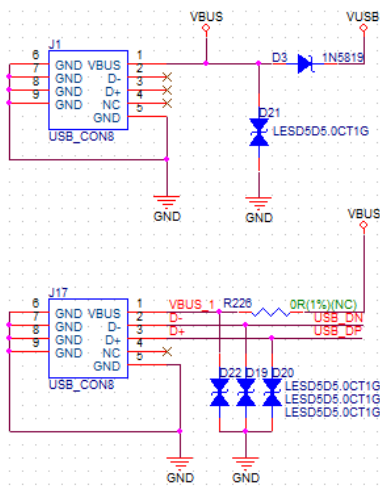 VBUS
VUSB
J1
D3
1N5819
6
7
8
9
GND
GND
GND
GND
VBUS
D-
D+
NC
GND
1
2
3
4
5
USB_CON8
D21
LESD5D5.0CT1G
GND
GND
VBUS
J17
VBUS_1
R226
0R(1%)(NC)
6
7
8
9
GND
GND
GND
GND
VBUS
D-
D+
NC
GND
1
2
3
4
5
D-
D+
USB_DN
USB_DP
USB_CON8
D22
D19
D20
LESD5D5.0CT1G
LESD5D5.0CT1G
LESD5D5.0CT1G
GND
GND